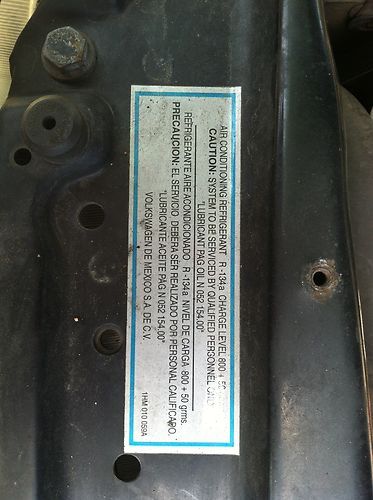 AIR CONDITIONING REFRIGERANT R-134a CHARGE LEVEL 800 + 50
CAUTION: SYSTEM TO BE SERVICED BY QUALIFIED PERSONNEL ONLY
"LUBRICANT PAG OIL N 052 154.00"
REFRIGERANTE AIRE ACONDICIONADO R-134a NIVEL DE CARGA 800 + 50 grms.
PRECAUCION: EL SERVICIO DEBERA SER REALIZADO POR PERSONAL CALIFICADO.
"LUBRICANTE ACEITE PAG N 052 154.00"
VOLKSWAGEN DE MEXICO S.A. DE C.V.
1HM 010 059A